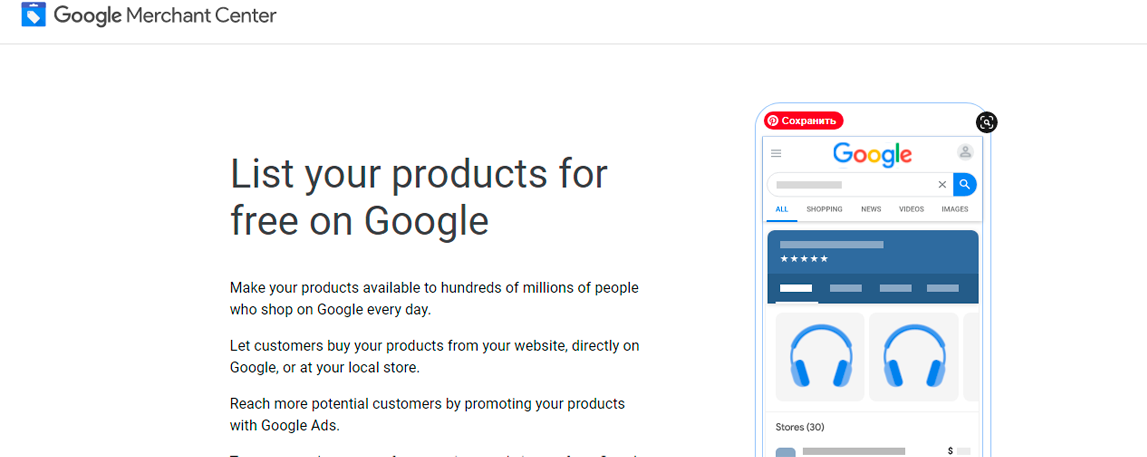 Google Merchant Center
Сохранить
Google
ALL SHOPPING NEWS VIDEOS IMAGES
List your products for
free on Google
Make your products available to hundreds of millions of people
who shop on Google every day.
Let customers buy your products from your website, directly on
Google, or at your local store.
Reach more potential customers by promoting your products
with Google Ads.
Stores (30)
$